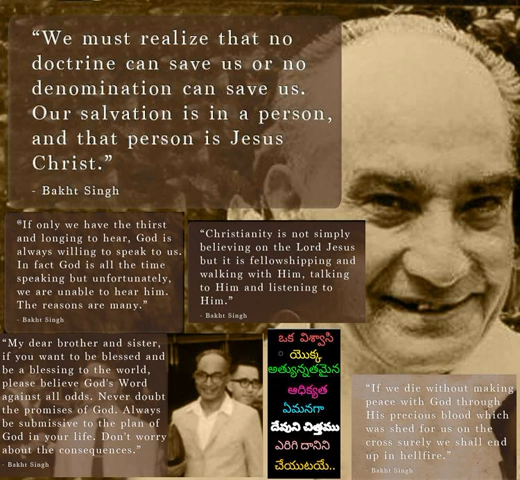 “We must realize that no
doctrine can save us or no
denomination can save us.
Our salvation is in a person,
and that person is Jesus
Christ.”
- Bakht Singh
“If only we have the thirst
and longing to hear, God is
always willing to speak to us.
In fact God is all the time
speaking but unfortunately,
we are unable to hear him.
The reasons are many.”
- Bakht Singh
“Christianity is not simply
believing on the Lord Jesus
but it is fellowshipping and
walking with Him, talking
to Him and listening to
Him.”
- Bakht Singh
“My dear brother and sister,
if you want to be blessed and
be a blessing to the world,
please believe God's Word
against all odds. Never doubt
the promises of God. Always
be submissive to the plan of
God in your life. Don't worry
about the consequences.”
- Bakht Singh
ఒక విశ్వాసి
యొక్క
అత్యున్నతమైన
ఆధిక్యత
ఏమనగా
దేవుని చిత్తము
ఎరిగి దానిని
చేయుటయే..
“If we die without making
peace with God through
His precious blood which
was shed for us on the
cross surely we shall end
up in hellfire.”
- Bakht Singh